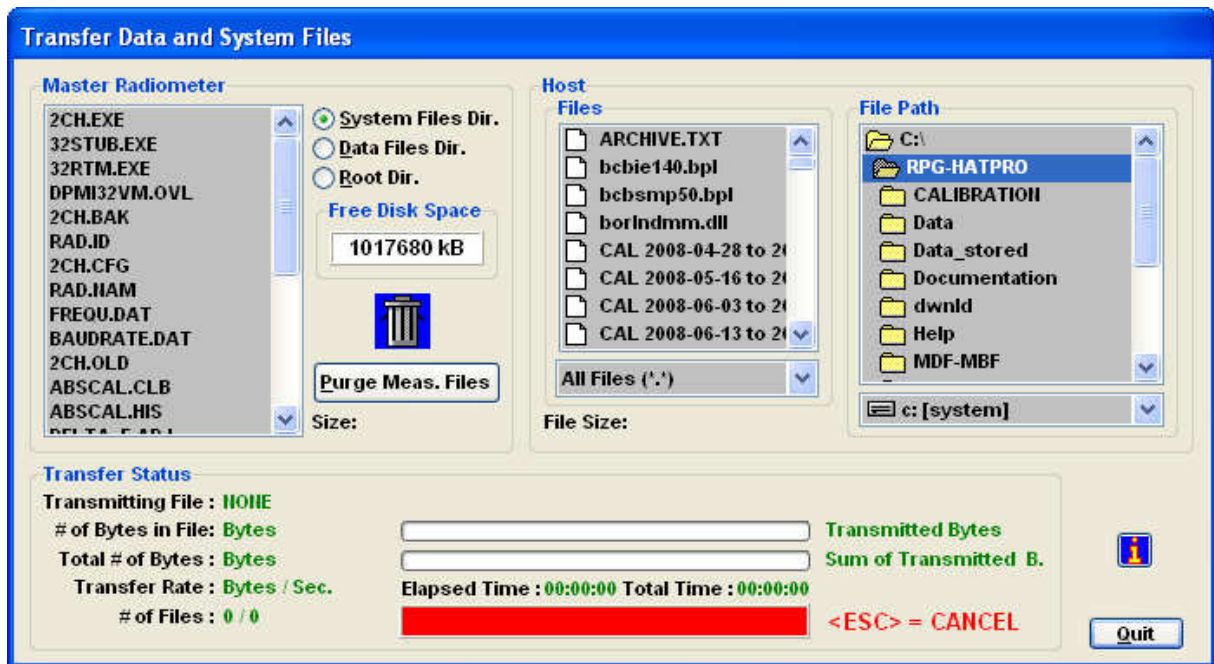 Transfer Data and System Files
Master Radiometer
2CH.EXE
32STUB.EXE
32RTM.EXE
DPMI32VM.OVL
2CH.BAK
RAD.ID
2CH.CFG
RAD.NAM
FREQU.DAT
BAUDRATE.DAT
2CH.OLD
ABSCAL.CLB
ABSCAL.HIS
System Files Dir.
Data Files Dir.
Root Dir.
Free Disk Space
1017680 kB
Purge Meas. Files
Size:
Host
Files
ARCHIVE.TXT
bcbie140.bpl
bcbsmp50.bpl
borlndmm.dll
CAL 2008-04-28 to 20
CAL 2008-05-16 to 20
CAL 2008-06-03 to 20
CAL 2008-06-13 to 20
All Files (*.*)
File Size:
File Path
C:\
RPG-HATPRO
CALIBRATION
Data
Data_stored
Documentation
dwnld
Help
MDF-MBF
c: [system]
Transfer Status
Transmitting File : NONE
# of Bytes in File: Bytes
Transmitted Bytes
Total # of Bytes : Bytes
Sum of Transmitted B.
Transfer Rate : Bytes / Sec.
Elapsed Time : 00:00:00 Total Time : 00:00:00
# of Files : 0 / 0
<ESC> = CANCEL
i
Quit